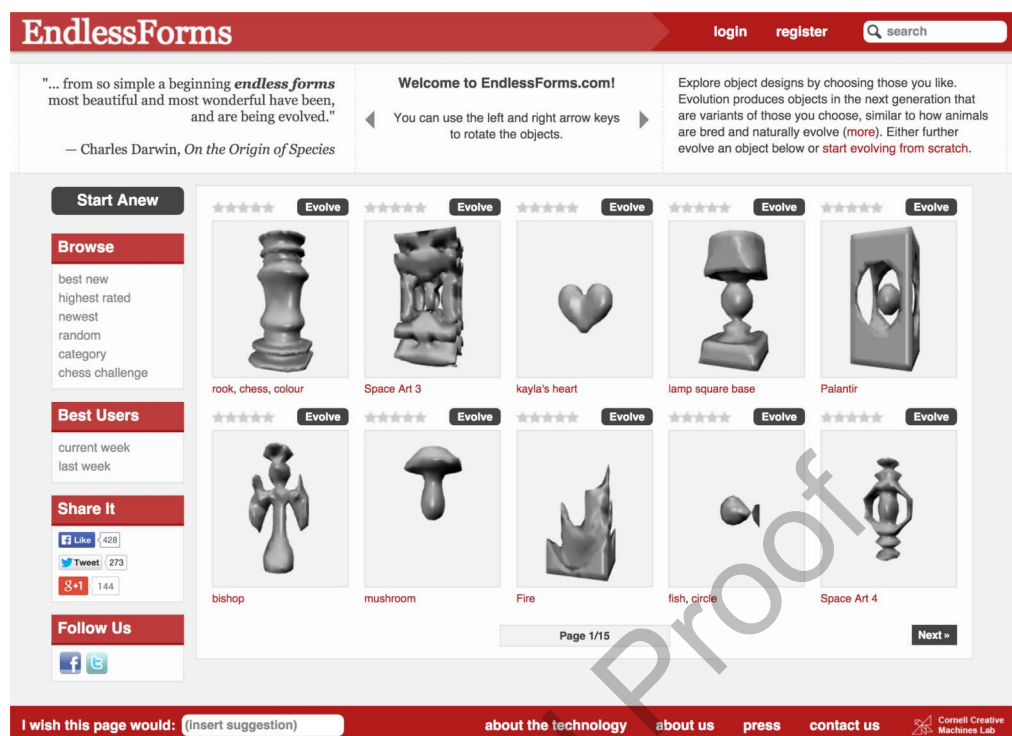 EndlessForms
login register search
"... from so simple a beginning endless forms
most beautiful and most wonderful have been,
and are being evolved."
— Charles Darwin, On the Origin of Species
Welcome to EndlessForms.com!
You can use the left and right arrow keys
to rotate the objects.
Explore object designs by choosing those you like.
Evolution produces objects in the next generation that
are variants of those you choose, similar to how animals
are bred and naturally evolve (more). Either further
evolve an object below or start evolving from scratch.
Start Anew
Browse
best new
highest rated
newest
random
category
chess challenge
Best Users
current week
last week
Share It
Like 428
Tweet 273
g+1 144
Follow Us
Evolve Evolve Evolve Evolve Evolve
rook, chess, colour Space Art 3 kayla's heart lamp square base Palantir
Evolve Evolve Evolve Evolve Evolve
bishop mushroom Fire fish, circle Space Art 4
Page 1/15 Next »
Proof
I wish this page would: (insert suggestion) about the technology about us press contact us
Cornell Creative
Machines Lab